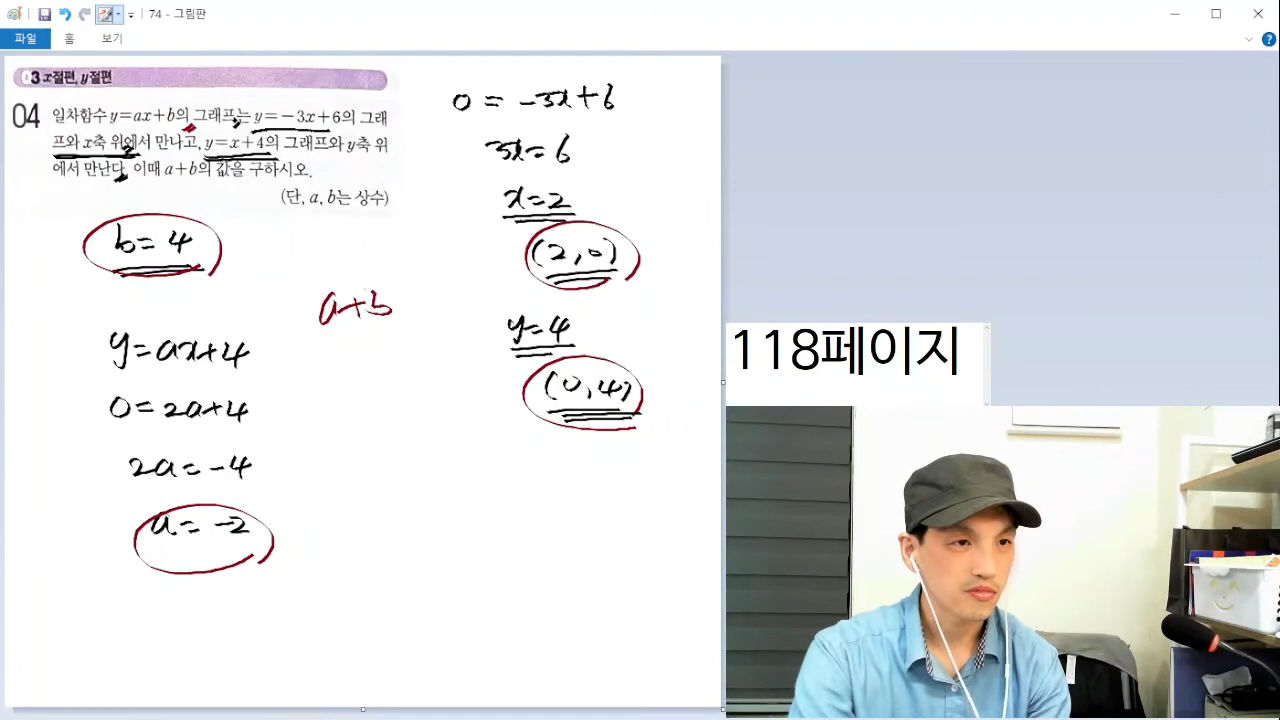 74 - 그림판
파일 홈 보기
03 x절편, y절편
04 일차함수 y=ax+b의 그래프는 y=-3x+6의 그래
프와 x축 위에서 만나고, y=x+4의 그래프와 y축 위
에서 만난다. 이때 a+b의 값을 구하시오.
(단, a, b는 상수)
b=4
y=ax+4
0=2a+4
2a=-4
a=-2
a+b
0=-3x+6
3x=6
x=2
(2,0)
y=4
(0,4)
118페이지